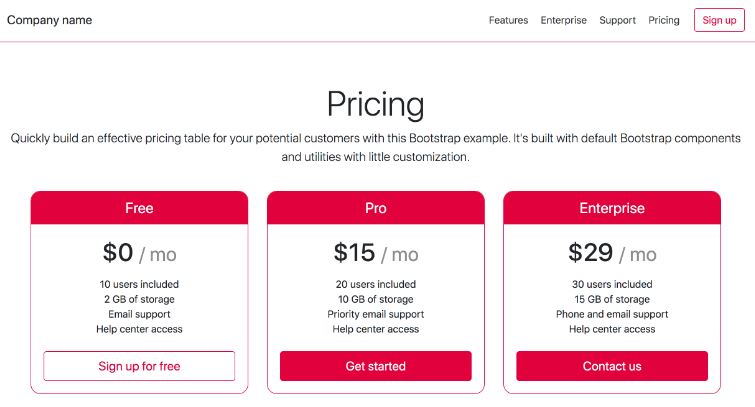 Company name
Features
Enterprise
Support
Pricing
Sign up
Pricing
Quickly build an effective pricing table for your potential customers with this Bootstrap example. It's built with default Bootstrap components
and utilities with little customization.
Free
$0 / mo
10 users included
2 GB of storage
Email support
Help center access
Sign up for free
Pro
$15 / mo
20 users included
10 GB of storage
Priority email support
Help center access
Get started
Enterprise
$29 / mo
30 users included
15 GB of storage
Phone and email support
Help center access
Contact us